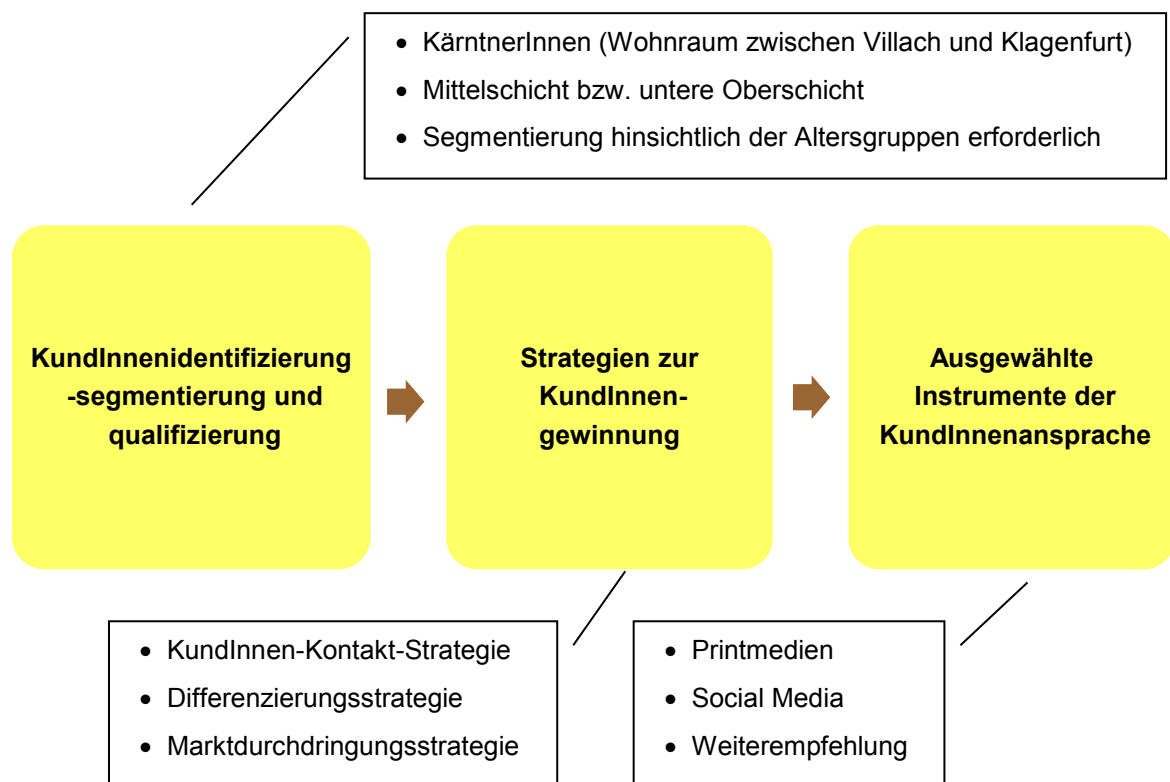 • KärntnerInnen (Wohnraum zwischen Villach und Klagenfurt)
• Mittelschicht bzw. untere Oberschicht
• Segmentierung hinsichtlich der Altersgruppen erforderlich
KundInnenidentifizierung
-segmentierung und
qualifizierung
Strategien zur
KundInnen-
gewinnung
Ausgewählte
Instrumente der
KundInnenansprache
• KundInnen-Kontakt-Strategie
• Differenzierungsstrategie
• Marktdurchdringungsstrategie
• Printmedien
• Social Media
• Weiterempfehlung